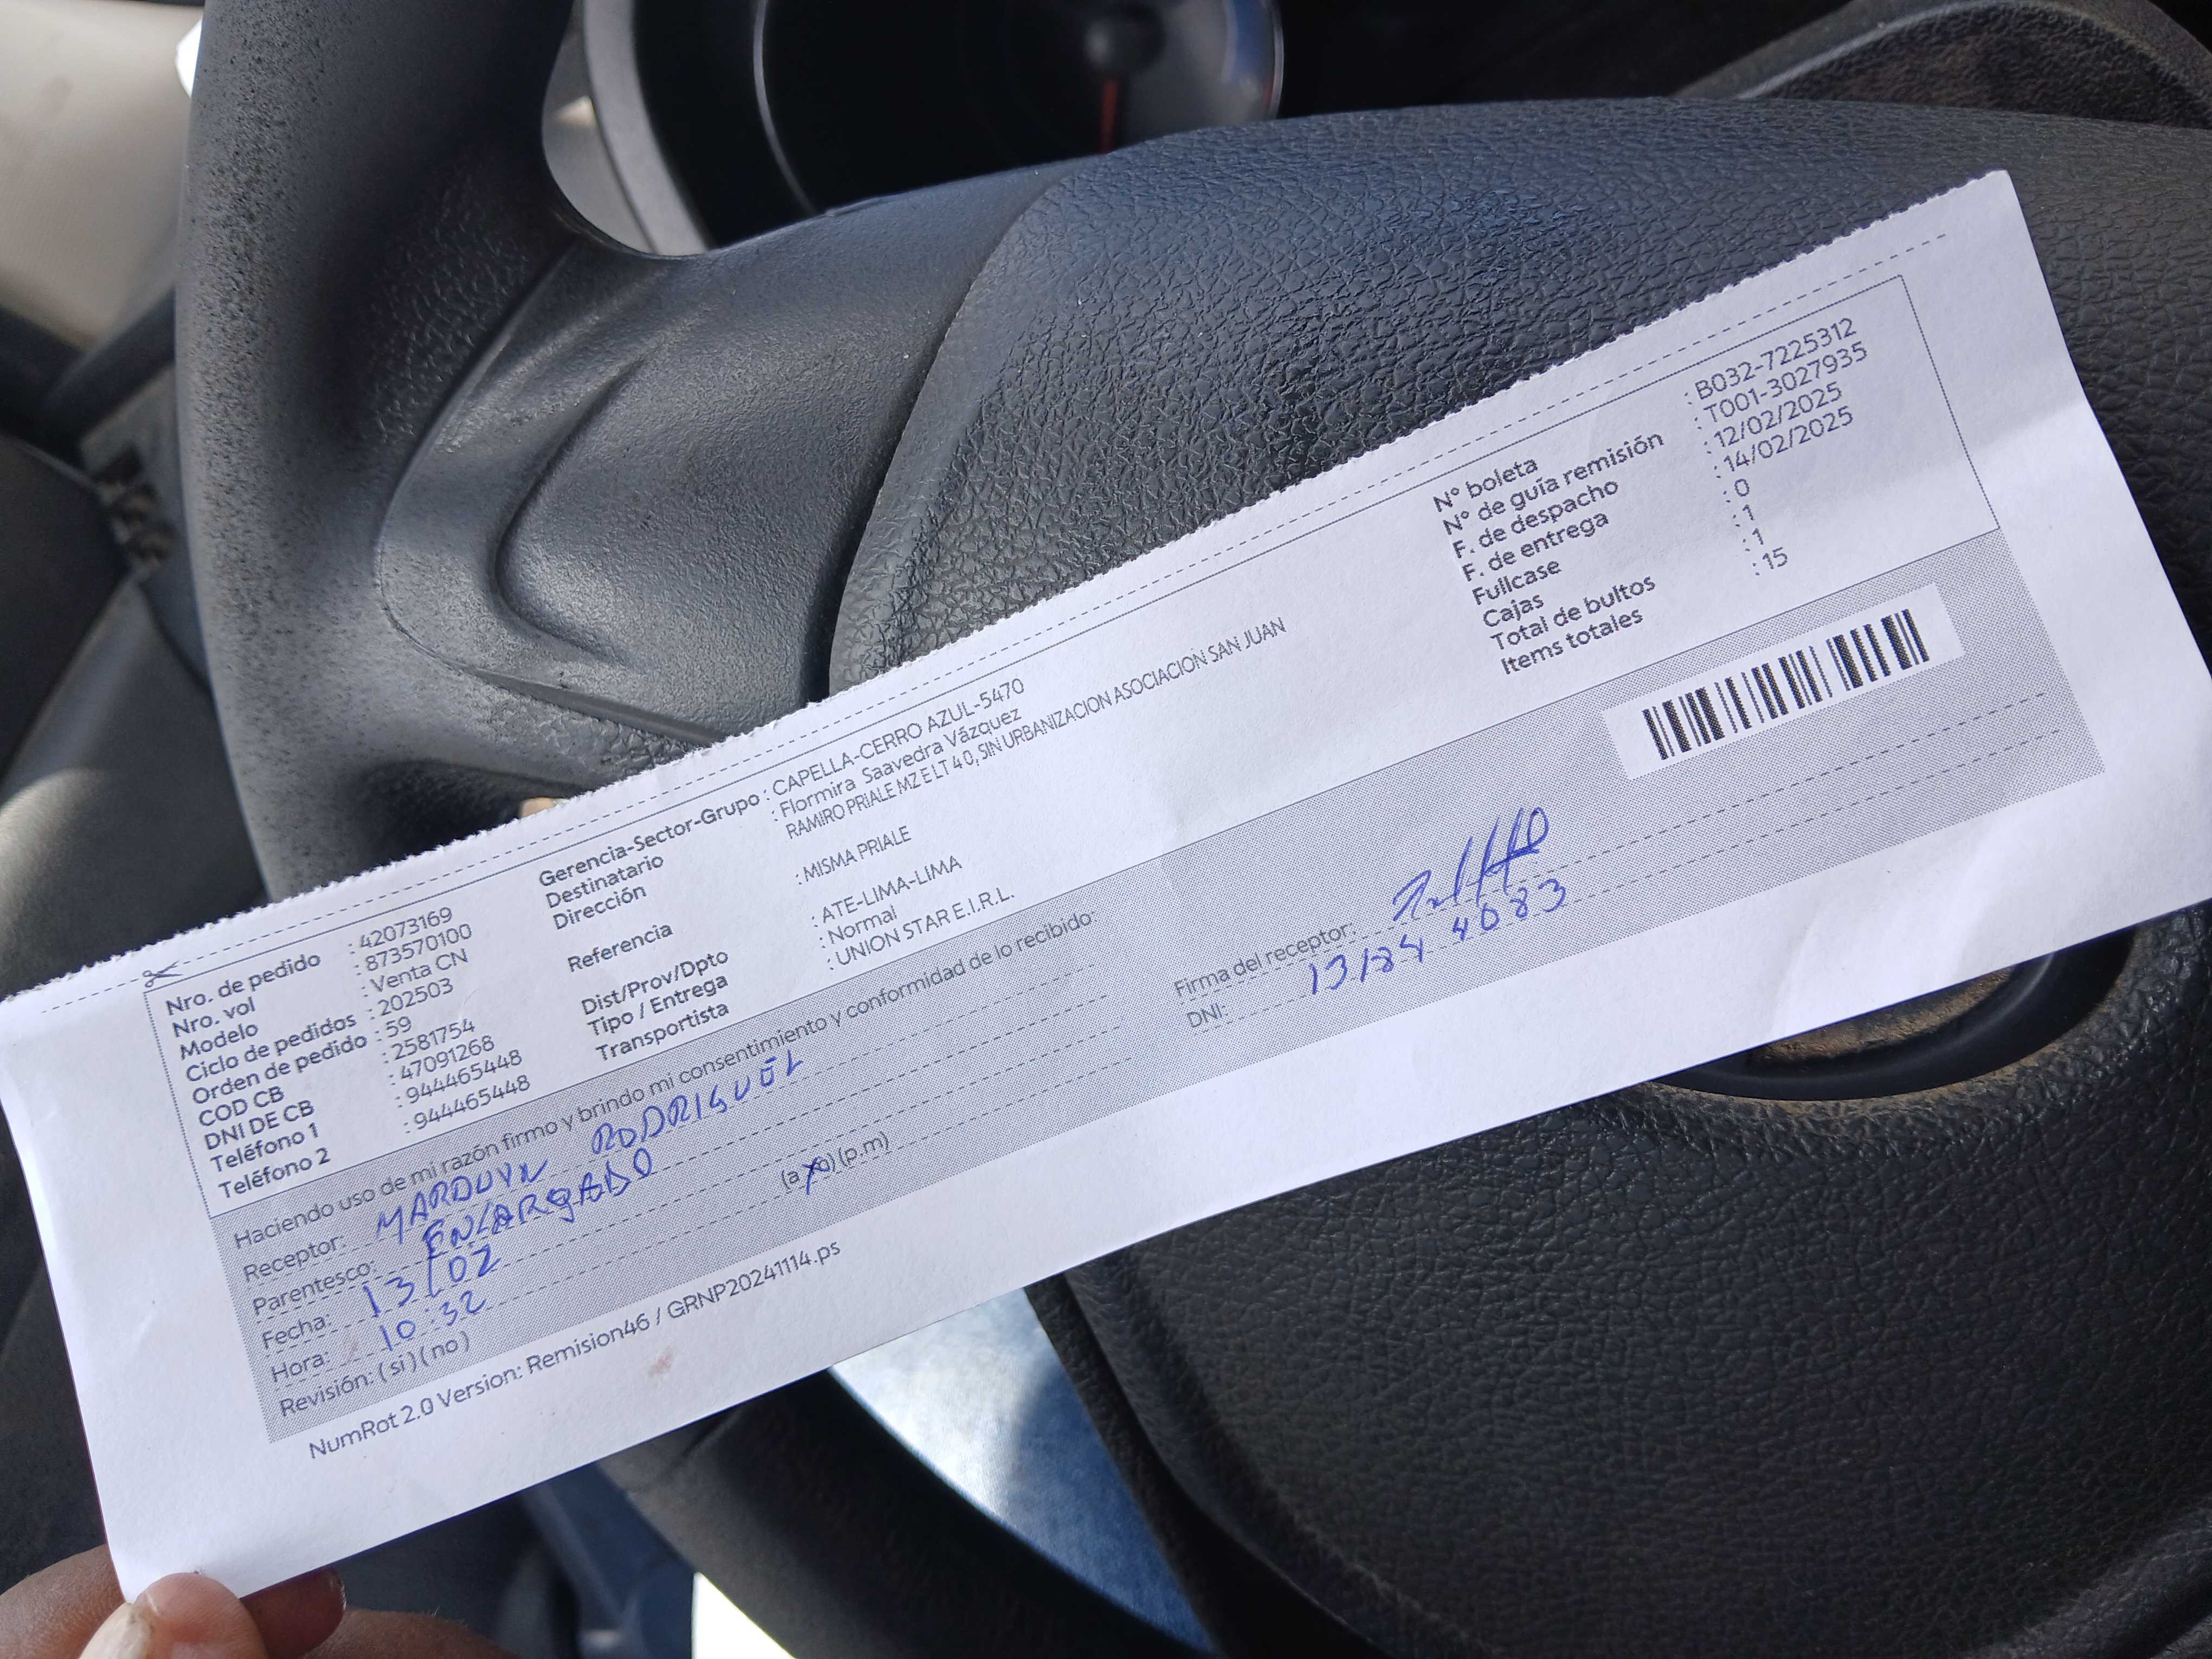 Nro. de pedido : 42073169
Nro. vol : 873570100
Modelo : Venta CN
Ciclo de pedidos : 202503
Orden de pedido : 59
COD CB : 2581754
DNI DE CB : 47091268
Teléfono 1 : 944465448
Teléfono 2 : 944465448
Gerencia-Sector-Grupo : CAPELLA-CERRO AZUL-5470
Destinatario : Flormira Saavedra Vázquez
Dirección RAMIRO PRIALE MZ E LT 4 0, SIN URBANIZACION ASOCIACION SAN JUAN
Referencia : MISMA PRIALE
Dist/Prov/Dpto : ATE-LIMA-LIMA
Tipo / Entrega : Normal
Transportista : UNION STAR E.I.R.L.
N° boleta : B032-7225312
N° de guía remisión : T001-3027935
F. de despacho : 12/02/2025
F. de entrega : 14/02/2025
Fullcase : 0
Cajas : 1
Total de bultos : 1
Items totales : 15
Haciendo uso de mi razón firmo y brindo mi consentimiento y conformidad de lo recibido:
Receptor: MARDUYN RODRIGUEZ
Parentesco: ENCARGADO
Fecha: 13/02
Hora: 10:32 (a.m) (p.m)
Revisión: ( si ) ( no )
Firma del receptor:
DNI:
NumRot 2.0 Version: Remision46 / GRNP20241114.ps